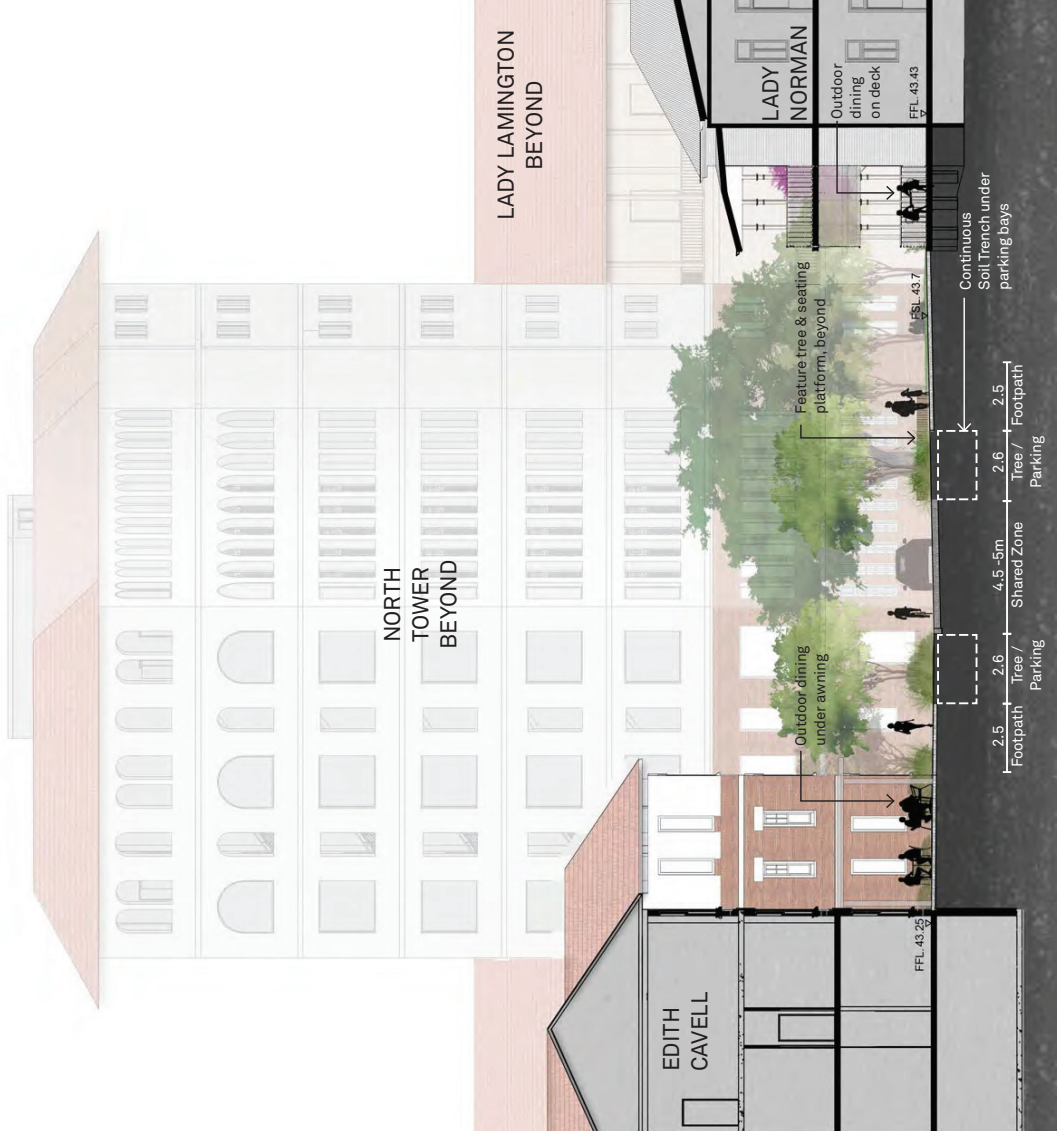 LADY LAMINGTON
BEYOND
NORTH
TOWER
BEYOND
LADY
NORMAN
EDITH
CAVELL
Outdoor dining
under awning
Feature tree & seating
platform, beyond
Outdoor
dining
on deck
FFL. 43.25
FSL. 43.7
FFL. 43.43
Continuous
Soil Trench under
parking bays
2.5
Footpath
2.6
Tree /
Parking
4.5 -5m
Shared Zone
2.6
Tree /
Parking
2.5
Footpath